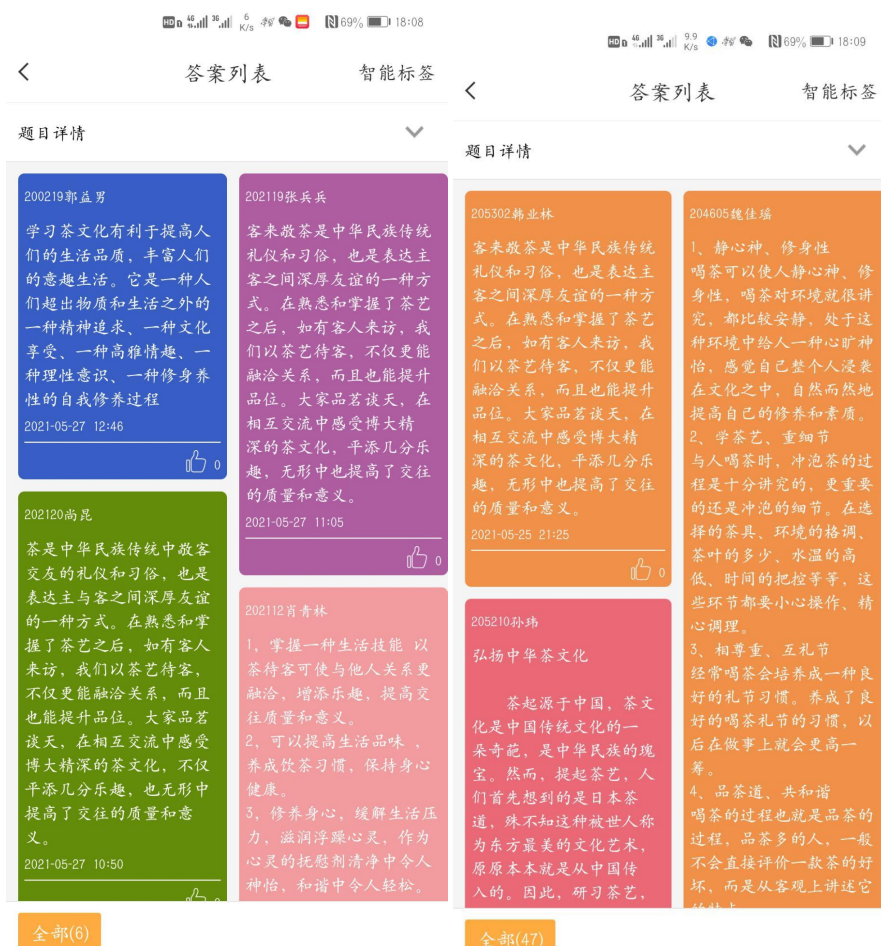 HD 4G 3G 6 K/s 69% 18:08
答案列表 智能标签
题目详情
200219郭益男
学习茶文化有利于提高人
们的生活品质，丰富人们
的意趣生活。它是一种人
们超出物质和生活之外的
一种精神追求、一种文化
享受、一种高雅情趣、一
种理性意识、一种修身养
性的自我修养过程
2021-05-27 12:46
0
202120尚昆
茶是中华民族传统中敬客
交友的礼仪和习俗，也是
表达主与客之间深厚友谊
的一种方式。在熟悉和掌
握了茶艺之后，如有客人
来访，我们以茶艺待客，
不仅更能融洽关系，而且
也能提升品位。大家品茗
谈天，在相互交流中感受
博大精深的茶文化，不仅
平添几分乐趣，也无形中
提高了交往的质量和意
义。
2021-05-27 10:50
202119张兵兵
客来敬茶是中华民族传统
礼仪和习俗，也是表达主
客之间深厚友谊的一种方
式。在熟悉和掌握了茶艺
之后，如有客人来访，我
们以茶艺待客，不仅更能
融洽关系，而且也能提升
品位。大家品茗谈天，在
相互交流中感受博大精
深的茶文化，平添几分乐
趣，无形中也提高了交往
的质量和意义。
2021-05-27 11:05
0
202112肖青林
1、掌握一种生活技能 以
茶待客可使与他人关系更
融洽，增添乐趣，提高交
往质量和意义。
2、可以提高生活品味 ，
养成饮茶习惯，保持身心
健康。
3、修养身心，缓解生活压
力，滋润浮躁心灵，作为
心灵的抚慰剂清净中令人
神怡，和谐中令人轻松。
全部(6)
HD 4G 3G 9.9 K/s 69% 18:09
答案列表 智能标签
题目详情
205302韩业林
客来敬茶是中华民族传统
礼仪和习俗，也是表达主
客之间深厚友谊的一种方
式。在熟悉和掌握了茶艺
之后，如有客人来访，我
们以茶艺待客，不仅更能
融洽关系，而且也能提升
品位。大家品茗谈天，在
相互交流中感受博大精
深的茶文化，平添几分乐
趣，无形中也提高了交往
的质量和意义。
2021-05-25 21:25
0
205210孙玮
弘扬中华茶文化
茶起源于中国，茶文
化是中国传统文化的一
朵奇葩，是中华民族的瑰
宝。然而，提起茶艺，人
们首先想到的是日本茶
道，殊不知这种被世人称
为东方最美的文化艺术，
原原本本就是从中国传
入的。因此，研习茶艺，
204605魏佳瑶
1、静心神、修身性
喝茶可以使人静心神、修
身性，喝茶对环境就很讲
究，都比较安静，处于这
种环境中给人一种心旷神
怡，感觉自己整个人浸袭
在文化之中，自然而然地
提高自己的修养和素质。
2、学茶艺、重细节
与人喝茶时，冲泡茶的过
程是十分讲究的，更重要
的还是冲泡的细节。在选
择的茶具、环境的格调、
茶叶的多少、水温的高
低、时间的把控等等，这
些环节都要小心操作、精
心调理。
3、相尊重、互礼节
经常喝茶会培养成一种良
好的礼节习惯。养成了良
好的喝茶礼节的习惯，以
后在做事上就会更高一
筹。
4、品茶道、共和谐
喝茶的过程也就是品茶的
过程，品茶多的人，一般
不会直接评价一款茶的好
坏，而是从客观上讲述它
全部(47)